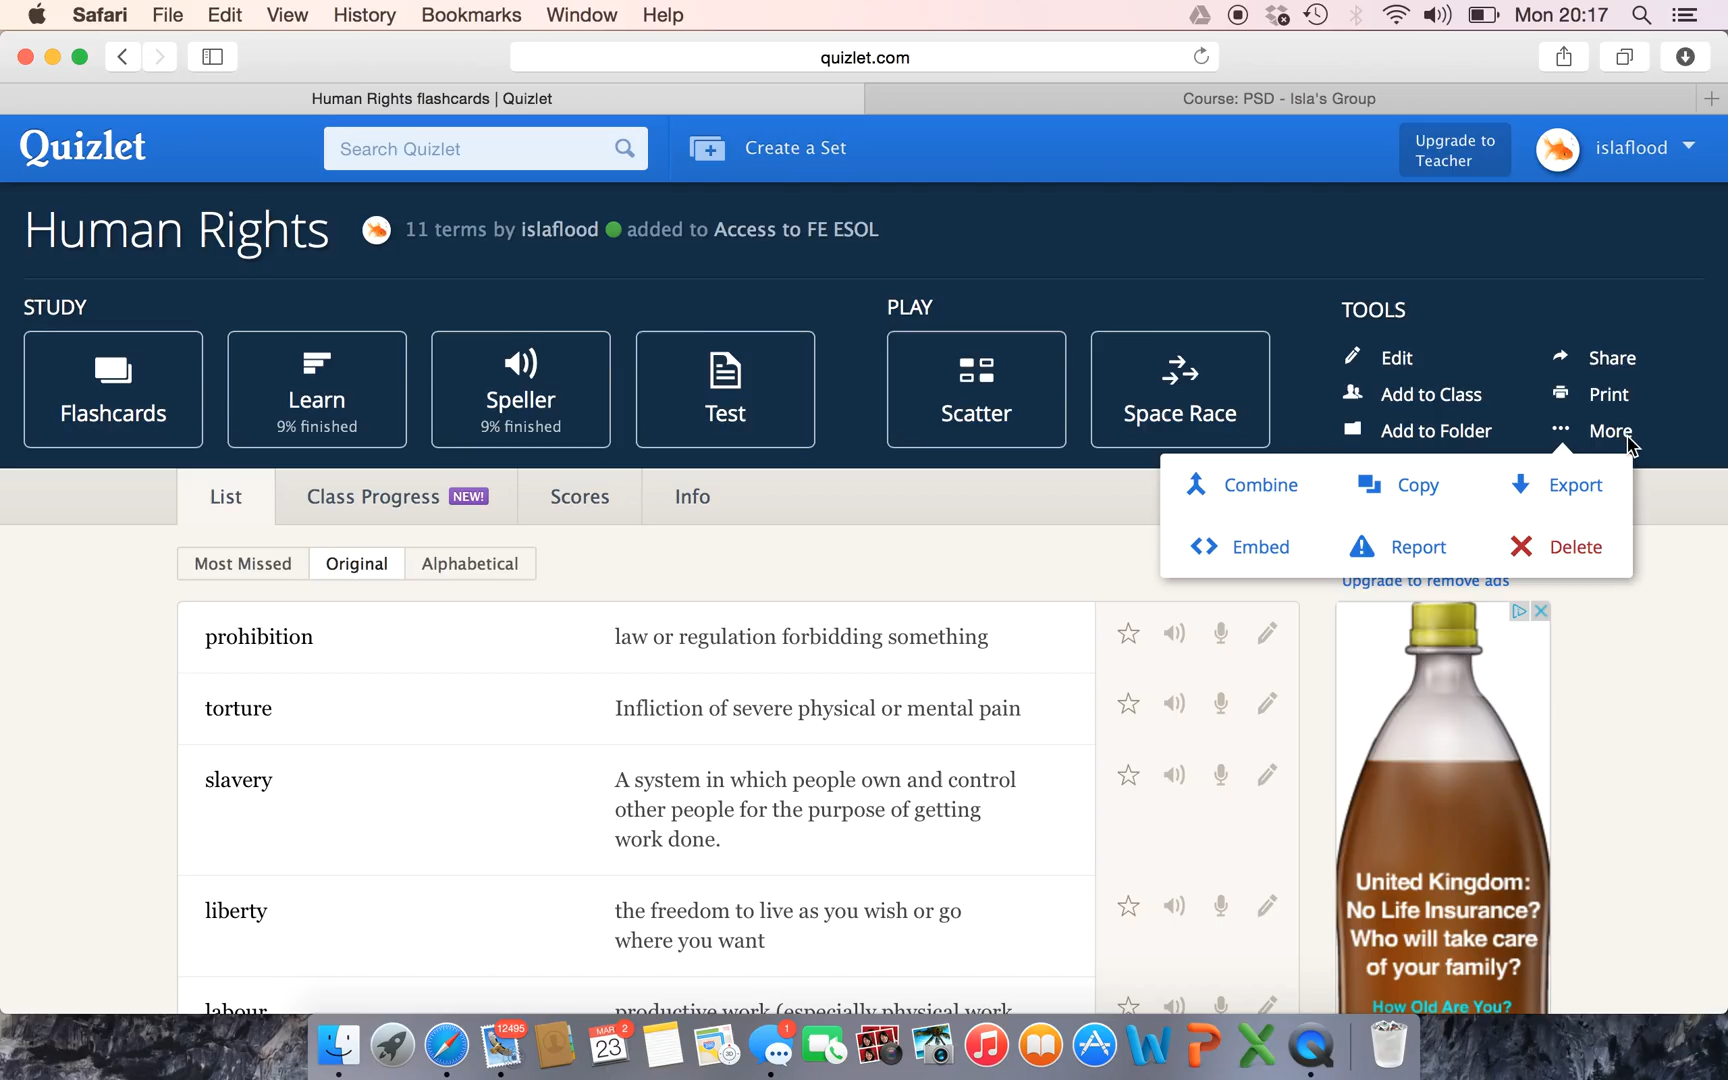 Safari File Edit View History Bookmarks Window Help Mon 20:17
quizlet.com
Human Rights flashcards | Quizlet
Course: PSD - Isla's Group
Quizlet
Search Quizlet
Create a Set
Upgrade to
Teacher
islaflood
Human Rights
11 terms by islaflood added to Access to FE ESOL
STUDY
PLAY
TOOLS
Flashcards
Learn
9% finished
Speller
9% finished
Test
Scatter
Space Race
Edit
Share
Add to Class
Print
Add to Folder
More
Combine
Copy
Export
Embed
Report
Delete
List
Class Progress NEW!
Scores
Info
Most Missed
Original
Alphabetical
Upgrade to remove ads
prohibition
law or regulation forbidding something
torture
Infliction of severe physical or mental pain
slavery
A system in which people own and control
other people for the purpose of getting
work done.
liberty
the freedom to live as you wish or go
where you want
labour
productive work (especially physical work
United Kingdom:
No Life Insurance?
Who will take care
of your family?
How Old Are You?
12495
MAR 2
23
1